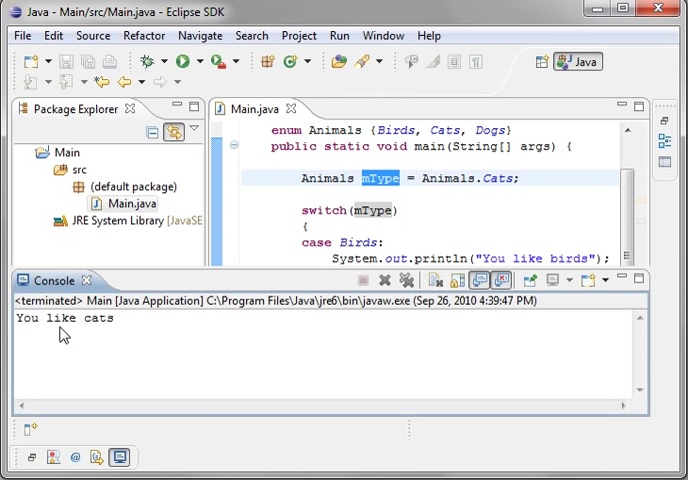 Java - Main/src/Main.java - Eclipse SDK
File Edit Source Refactor Navigate Search Project Run Window Help
Java
Package Explorer
Main.java
Main
src
(default package)
Main.java
JRE System Library [JavaSE
enum Animals {Birds, Cats, Dogs}
public static void main(String[] args) {
Animals mType = Animals.Cats;
switch(mType)
{
case Birds:
System.out.println("You like birds");
Console
<terminated> Main [Java Application] C:\Program Files\Java\jre6\bin\javaw.exe (Sep 26, 2010 4:39:47 PM)
You like cats